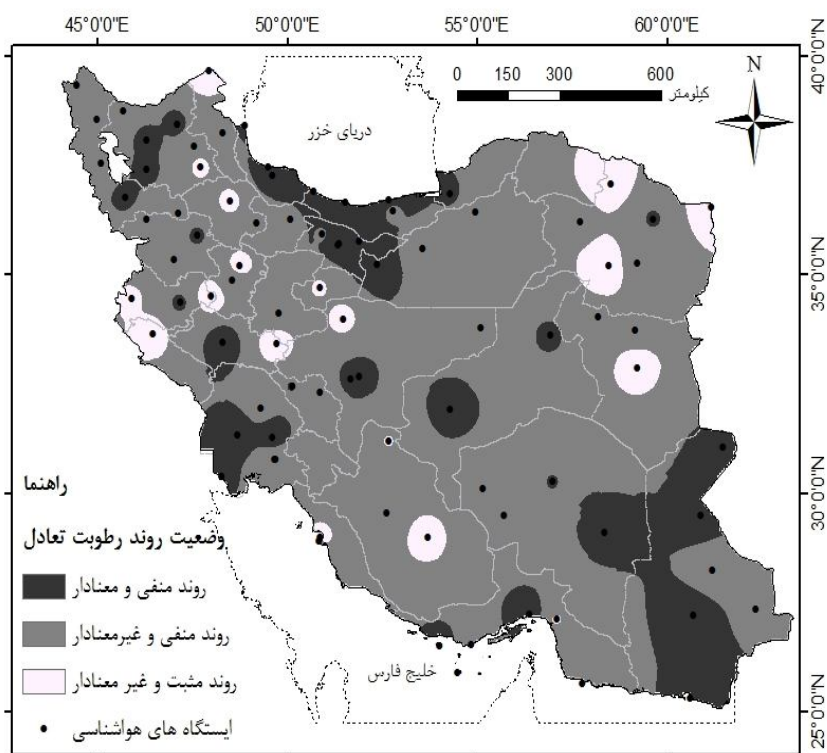 45°0'0"E 50°0'0"E 55°0'0"E 60°0'0"E
40°0'0"N
35°0'0"N
30°0'0"N
25°0'0"N
0 150 300 600
کیلومتر
N
دریای خزر
خلیج فارس
راهنما
وضعیت روند رطوبت تعادل
روند منفی و معنادار
روند منفی و غیرمعنادار
روند مثبت و غیر معنادار
ایستگاه های هواشناسی